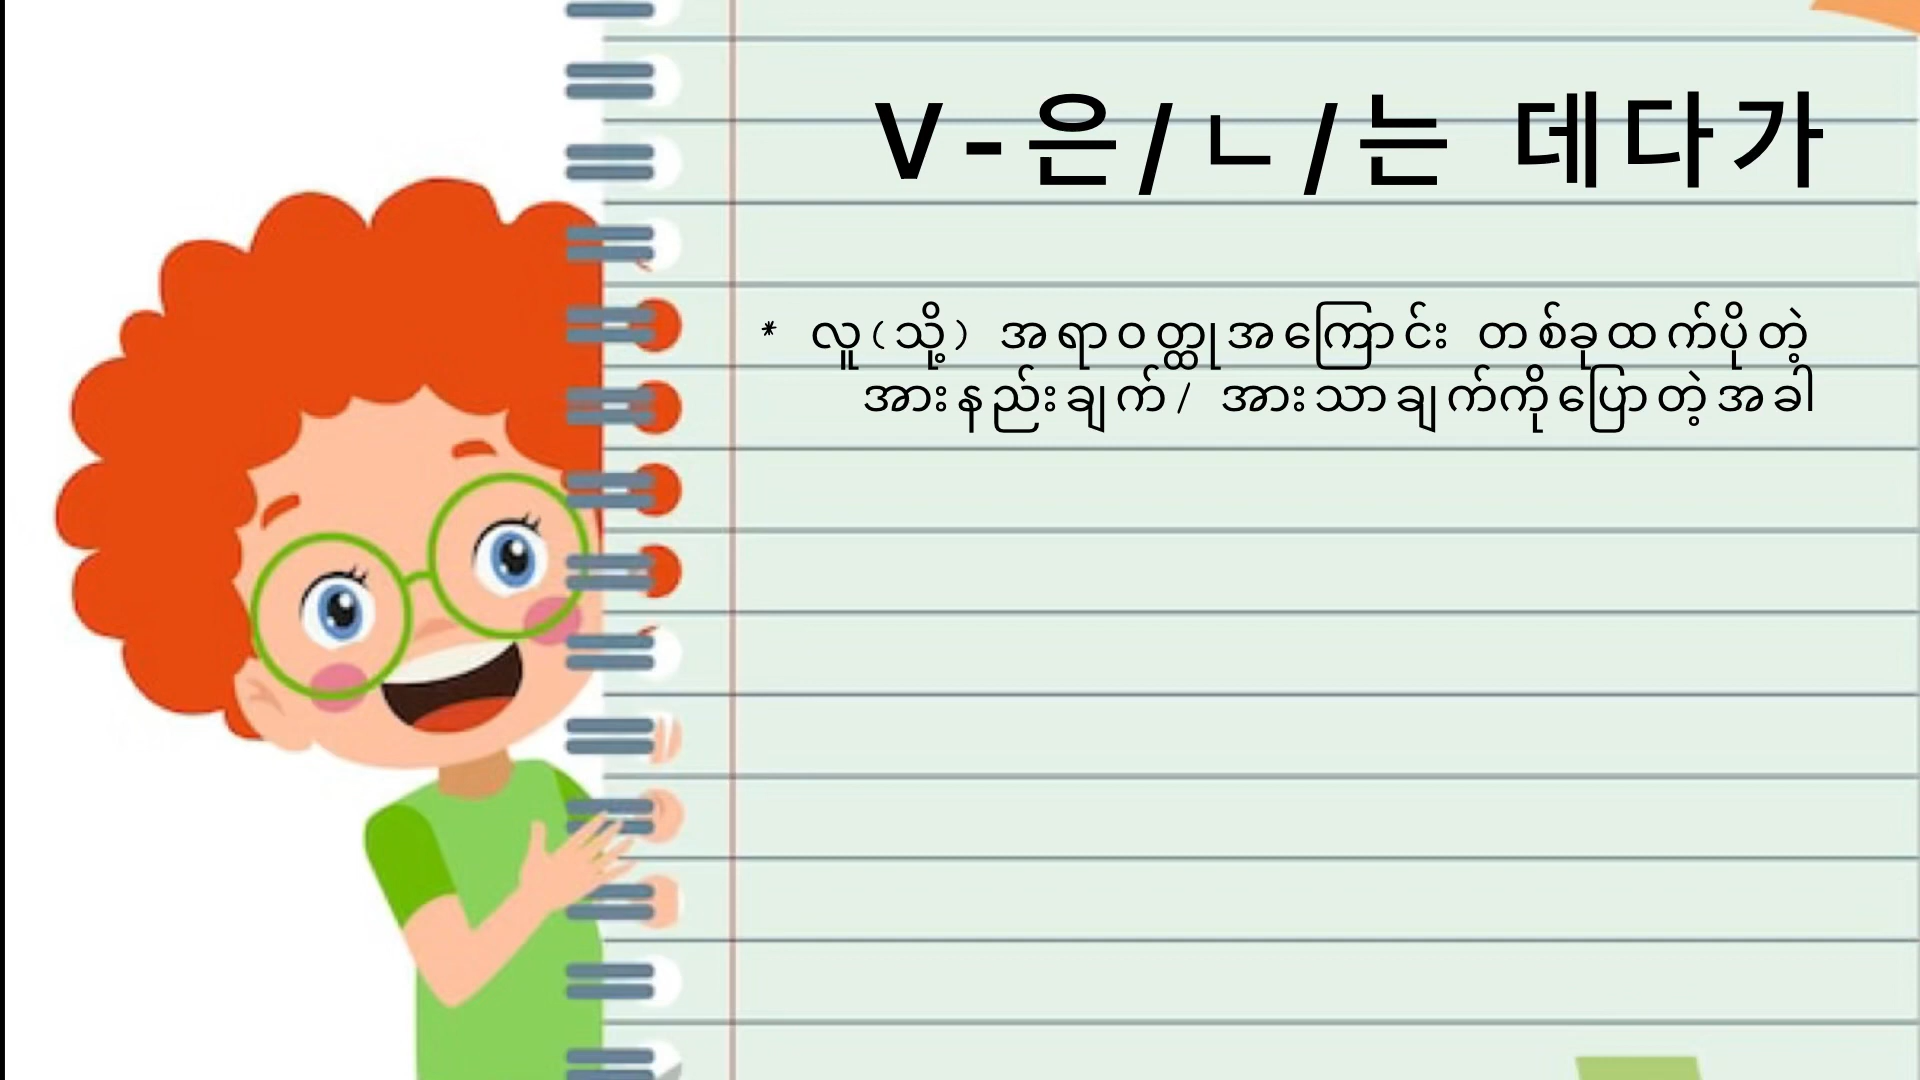 V-은/ㄴ/는 데다가
* လူ(သို့) အရာဝတ္ထုအကြောင်း တစ်ခုထက်ပိုတဲ့
အားနည်းချက်/ အားသာချက်ကိုပြောတဲ့အခါ